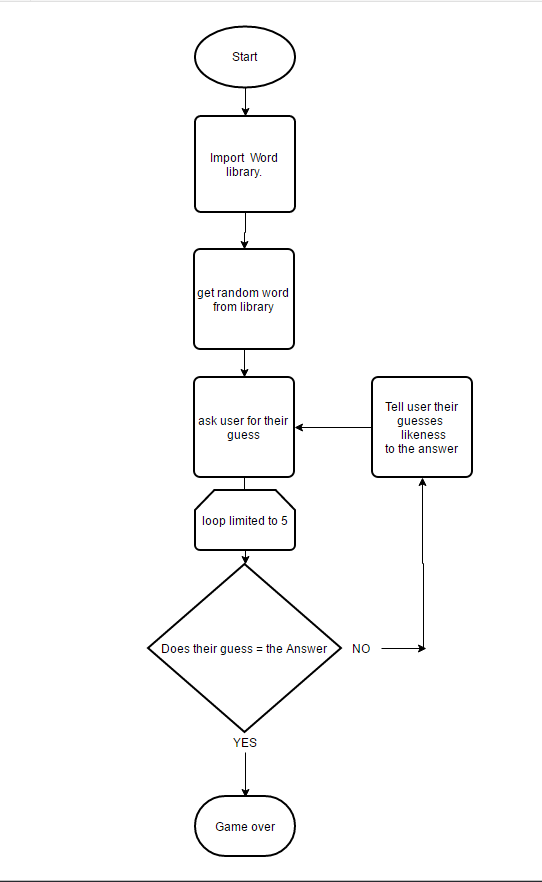 Start
Import Word
library.
get random word
from library
ask user for their
guess
Tell user their
guesses
likeness
to the answer
loop limited to 5
Does their guess = the Answer
NO
YES
Game over